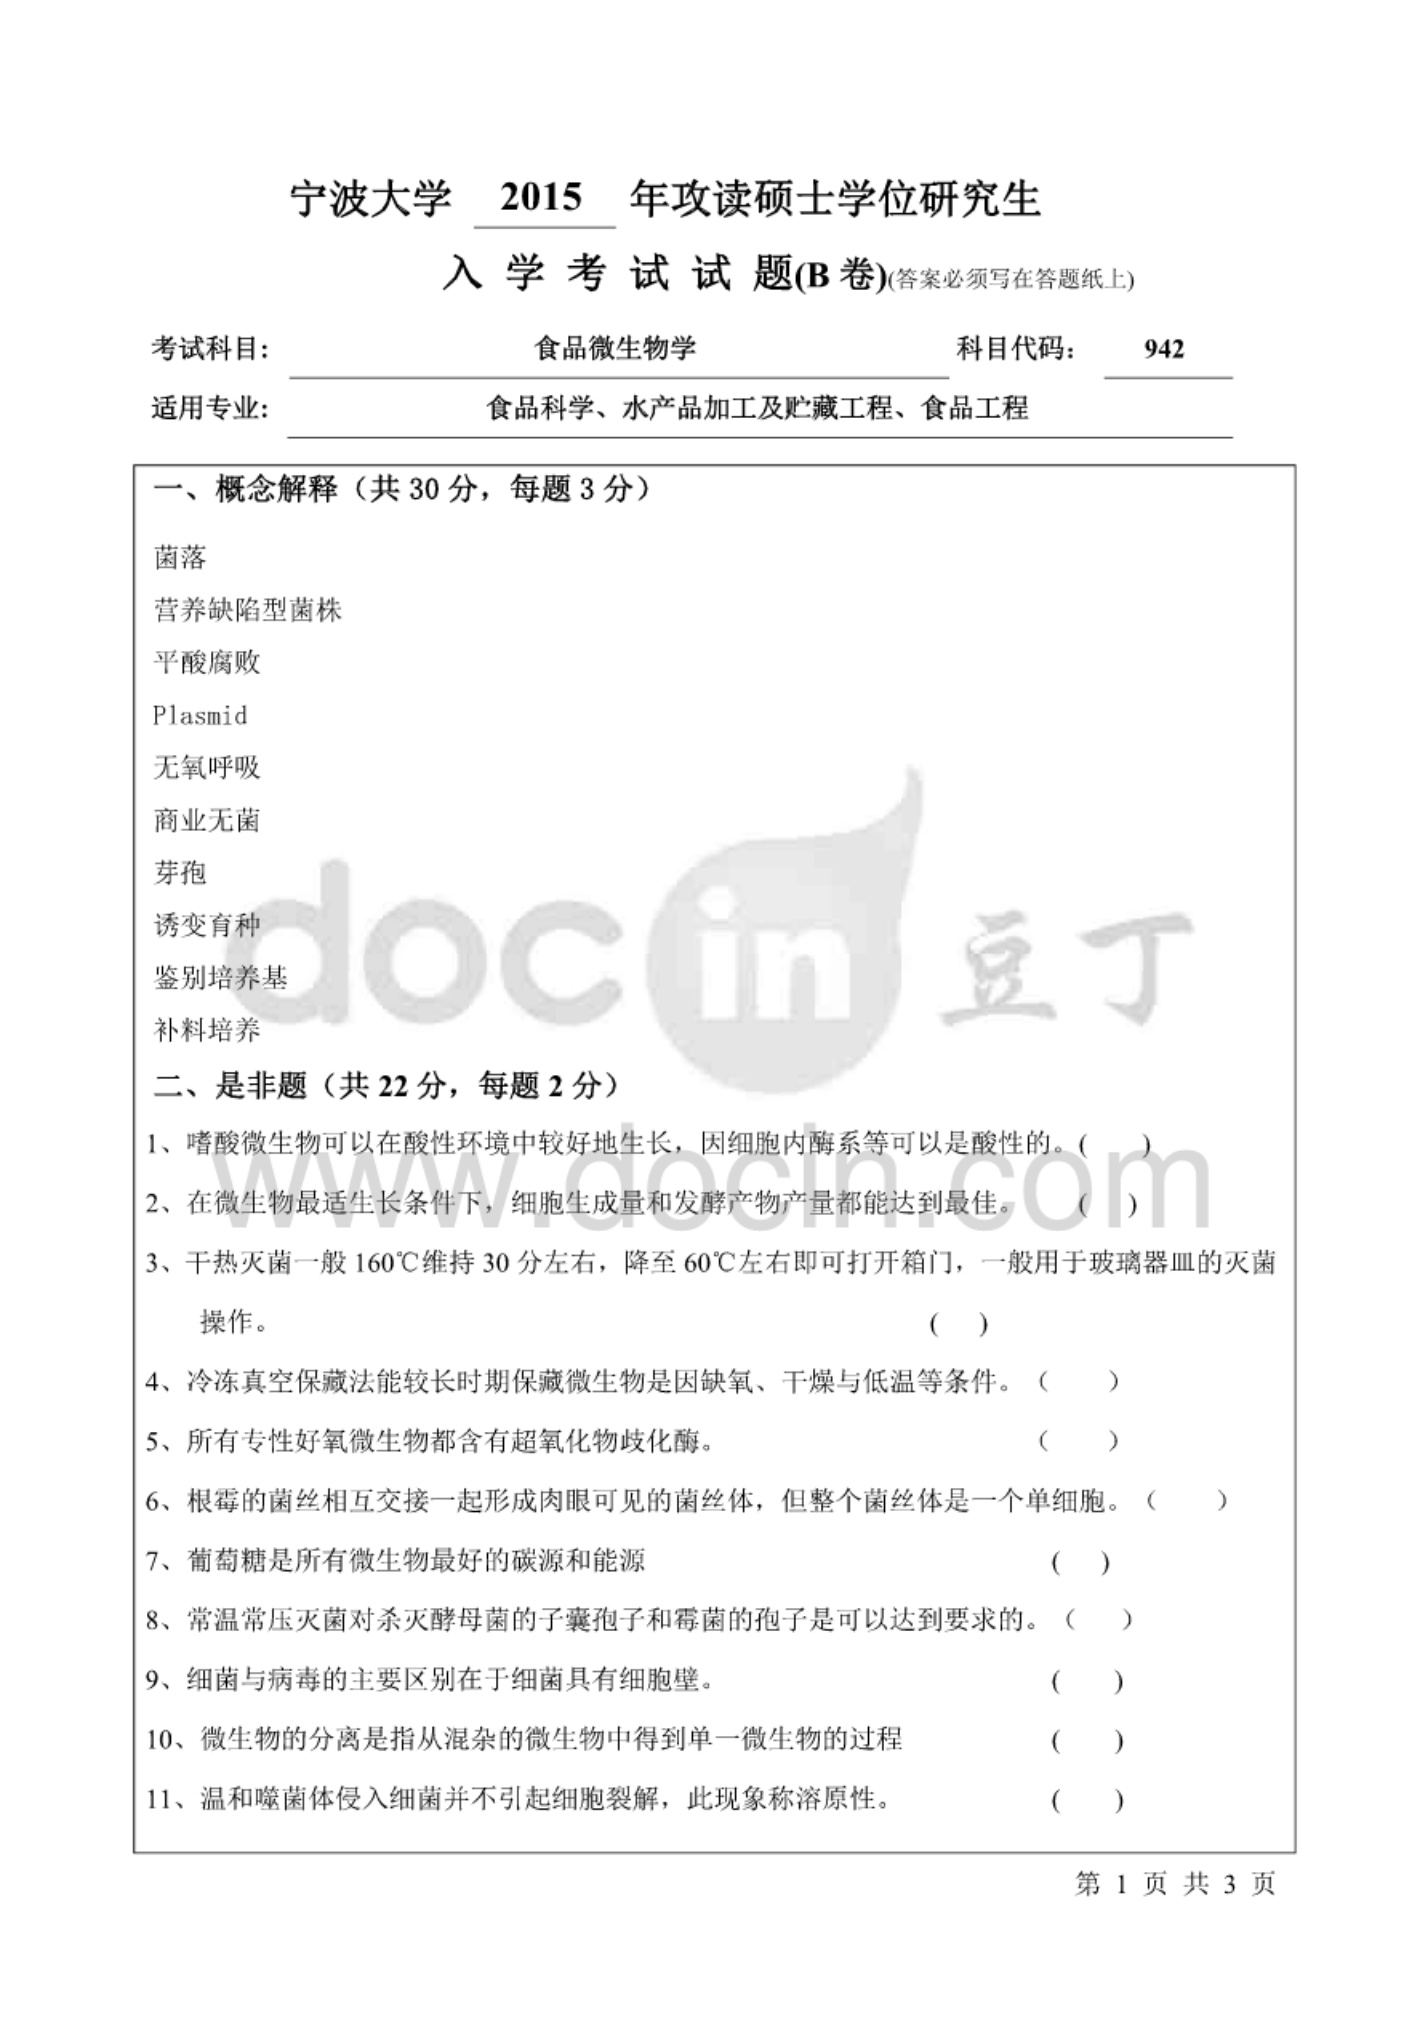 宁波大学 2015 年攻读硕士学位研究生
入 学 考 试 试 题(B 卷)(答案必须写在答题纸上)
考试科目: 食品微生物学 科目代码: 942
适用专业: 食品科学、水产品加工及贮藏工程、食品工程
一、概念解释（共 30 分，每题 3 分）
菌落
营养缺陷型菌株
平酸腐败
Plasmid
无氧呼吸
商业无菌
芽孢
诱变育种
鉴别培养基
补料培养
doc in 豆丁
二、是非题（共 22 分，每题 2 分）
1、嗜酸微生物可以在酸性环境中较好地生长，因细胞内酶系等可以是酸性的。( )
www.docin.com
2、在微生物最适生长条件下，细胞生成量和发酵产物产量都能达到最佳。 ( )
3、干热灭菌一般 160℃维持 30 分左右，降至 60℃左右即可打开箱门，一般用于玻璃器皿的灭菌
操作。 ( )
4、冷冻真空保藏法能较长时期保藏微生物是因缺氧、干燥与低温等条件。（ ）
5、所有专性好氧微生物都含有超氧化物歧化酶。 （ ）
6、根霉的菌丝相互交接一起形成肉眼可见的菌丝体，但整个菌丝体是一个单细胞。（ ）
7、葡萄糖是所有微生物最好的碳源和能源 ( )
8、常温常压灭菌对杀灭酵母菌的子囊孢子和霉菌的孢子是可以达到要求的。（ ）
9、细菌与病毒的主要区别在于细菌具有细胞壁。 ( )
10、微生物的分离是指从混杂的微生物中得到单一微生物的过程 ( )
11、温和噬菌体侵入细菌并不引起细胞裂解，此现象称溶原性。 ( )
第 1 页 共 3 页